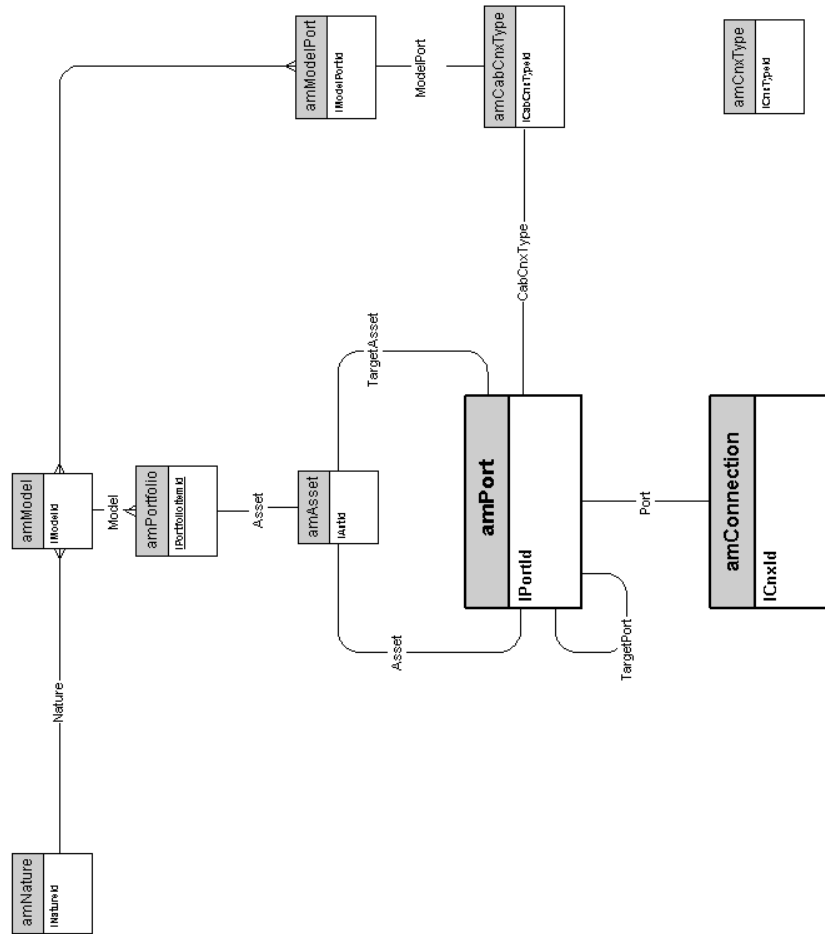 amNature
lNatureId
Nature
amModel
lModelId
Model
amPortfolio
lPortfolioItemId
Asset
amAsset
lAstId
Asset
TargetAsset
amModelPort
lModelPortId
ModelPort
amCabCnxType
lCabCnxTypeId
CabCnxType
amPort
lPortId
TargetPort
Port
amConnection
lCnxId
amCnxType
lCnxTypeId